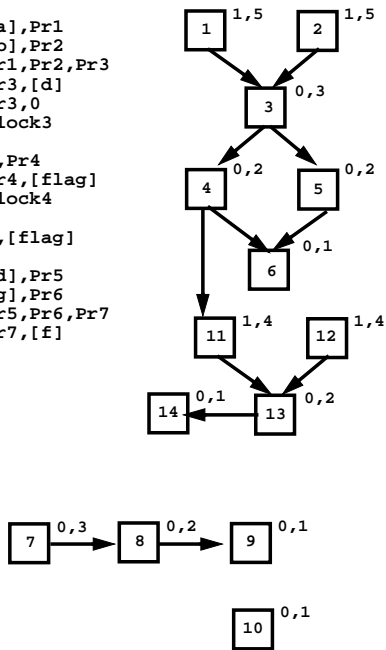 a],Pr1
o],Pr2
r1,Pr2,Pr3
r3,[d]
r3,0
lock3
,Pr4
r4,[flag]
lock4
,[flag]
d],Pr5
g],Pr6
r5,Pr6,Pr7
r7,[f]
1 1,5 2 1,5
3 0,3
4 0,2 5 0,2
6 0,1
11 1,4 12 1,4
14 0,1 13 0,2
7 0,3 8 0,2 9 0,1
10 0,1